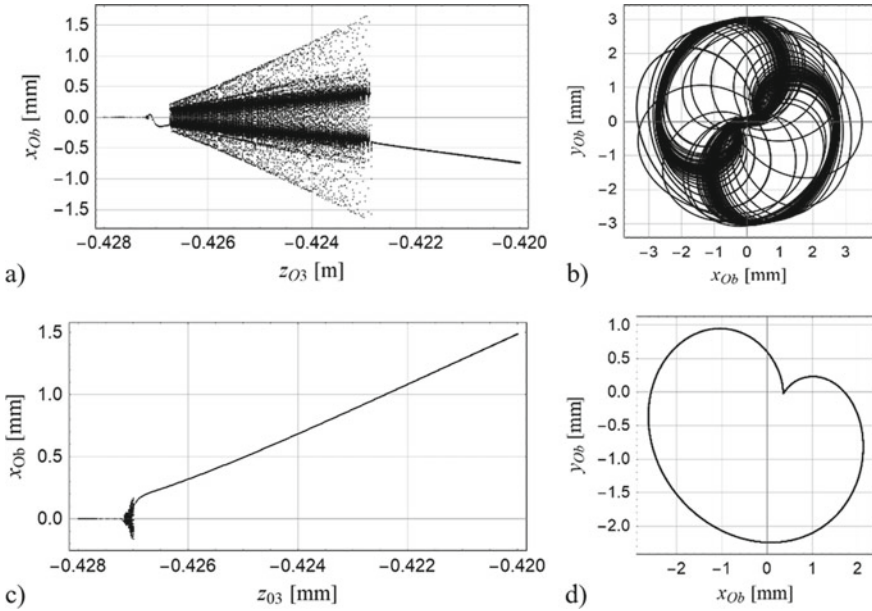 1.5
1.0
0.5
0.0
−0.5
−1.0
−1.5
x_Ob [mm]
−0.428 −0.426 −0.424 −0.422 −0.420
z_O3 [m]
a)
3
2
1
0
−1
−2
−3
y_Ob [mm]
−3 −2 −1 0 1 2 3
x_Ob [mm]
b)
1.5
1.0
0.5
0.0
x_Ob [mm]
−0.428 −0.426 −0.424 −0.422 −0.420
z_03 [mm]
c)
1.0
0.5
0.0
−0.5
−1.0
−1.5
−2.0
y_Ob [mm]
−2 −1 0 1 2
x_Ob [mm]
d)